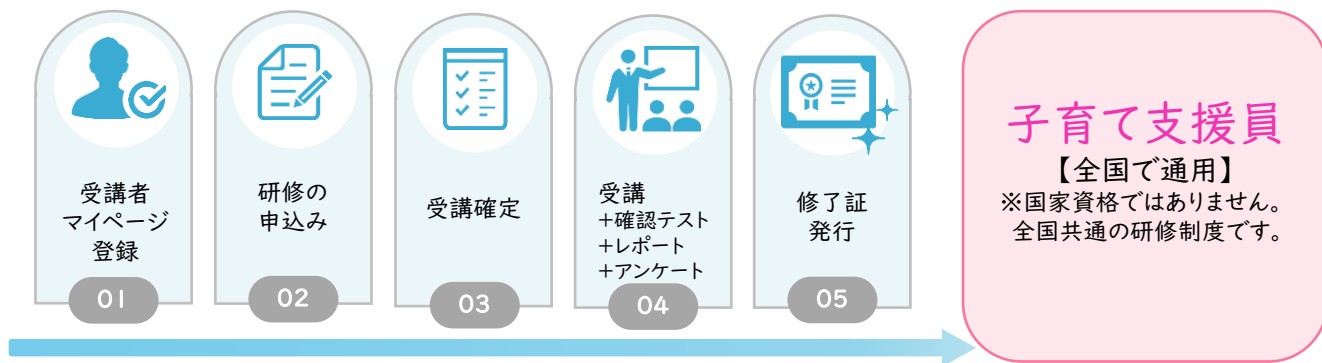 受講者
マイページ
登録
01
研修の
申込み
02
受講確定
03
受講
+確認テスト
+レポート
+アンケート
04
修了証
発行
05
子育て支援員
【全国で通用】
※国家資格ではありません。
全国共通の研修制度です。